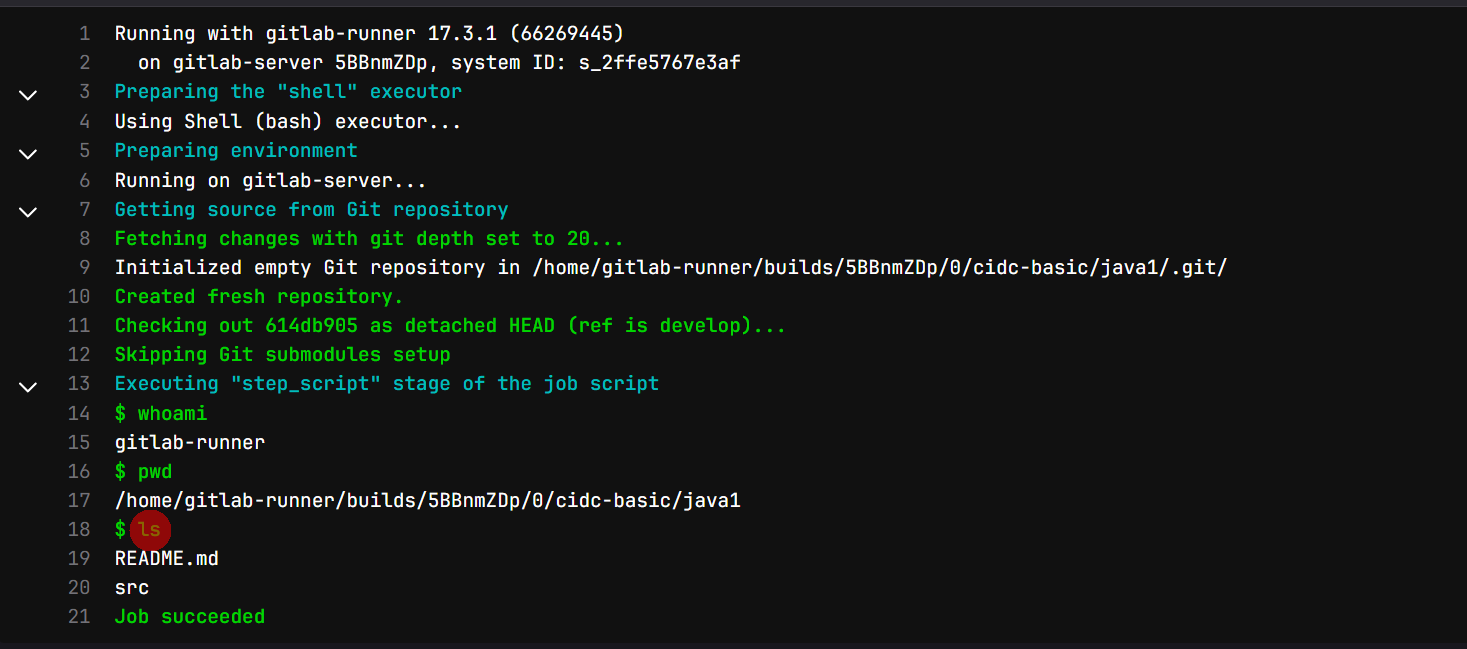 1 Running with gitlab-runner 17.3.1 (66269445)
2 on gitlab-server 5BBnmZDp, system ID: s_2ffe5767e3af
3 Preparing the "shell" executor
4 Using Shell (bash) executor...
5 Preparing environment
6 Running on gitlab-server...
7 Getting source from Git repository
8 Fetching changes with git depth set to 20...
9 Initialized empty Git repository in /home/gitlab-runner/builds/5BBnmZDp/0/cidc-basic/java1/.git/
10 Created fresh repository.
11 Checking out 614db905 as detached HEAD (ref is develop)...
12 Skipping Git submodules setup
13 Executing "step_script" stage of the job script
14 $ whoami
15 gitlab-runner
16 $ pwd
17 /home/gitlab-runner/builds/5BBnmZDp/0/cidc-basic/java1
18 $ ls
19 README.md
20 src
21 Job succeeded